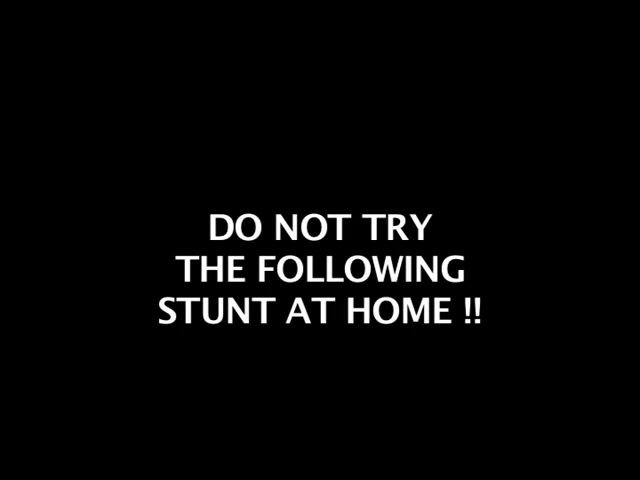 DO NOT TRY
THE FOLLOWING
STUNT AT HOME !!